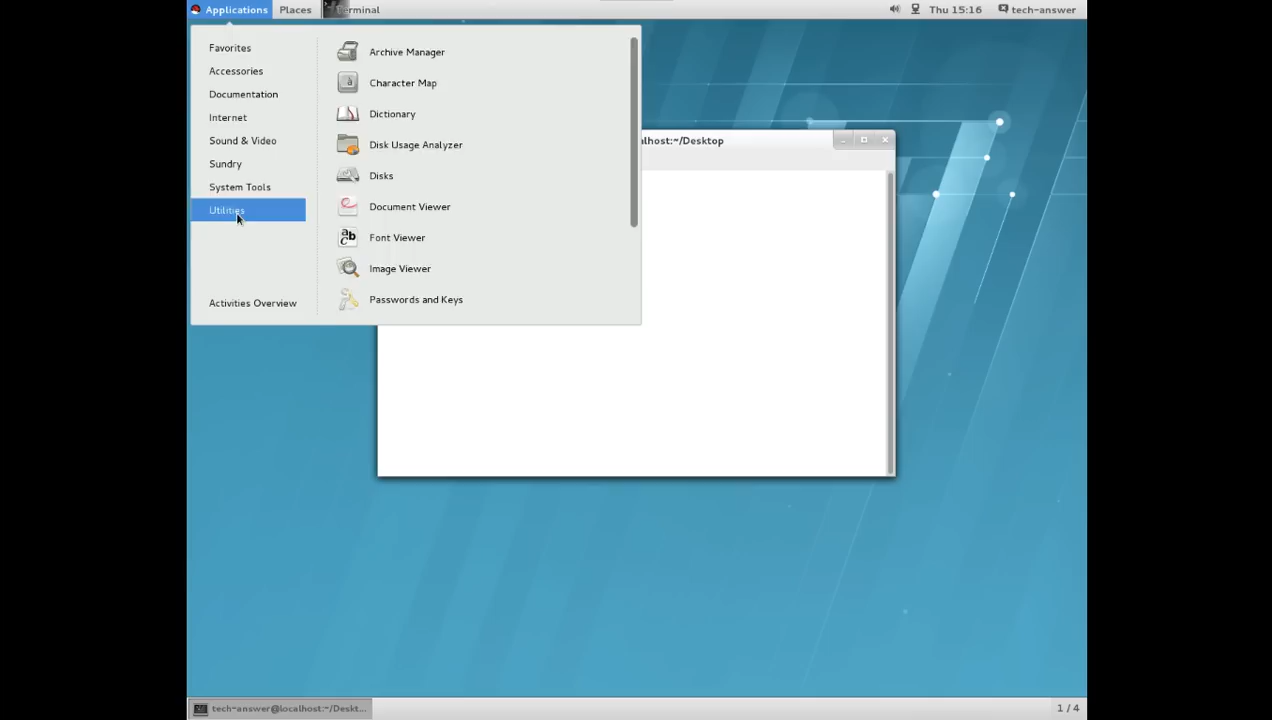 Applications Places Terminal Thu 15:16 tech-answer
Favorites
Accessories
Documentation
Internet
Sound & Video
Sundry
System Tools
Utilities
Activities Overview
Archive Manager
Character Map
Dictionary
Disk Usage Analyzer
Disks
Document Viewer
Font Viewer
Image Viewer
Passwords and Keys
lhost:~/Desktop
tech-answer@localhost:~/Deskt...
1 / 4